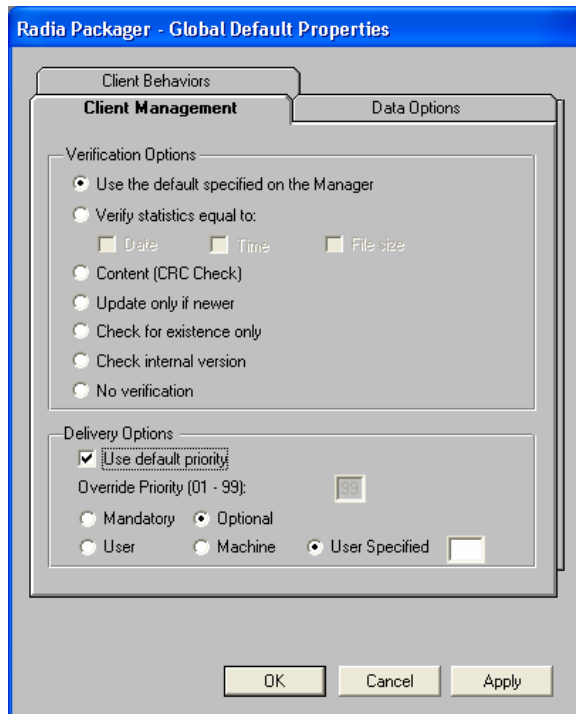 Radia Packager - Global Default Properties
Client Behaviors
Client Management Data Options
Verification Options
Use the default specified on the Manager
Verify statistics equal to:
Date Time File size
Content (CRC Check)
Update only if newer
Check for existence only
Check internal version
No verification
Delivery Options
Use default priority
Override Priority (01 - 99): 99
Mandatory Optional
User Machine User Specified
OK Cancel Apply